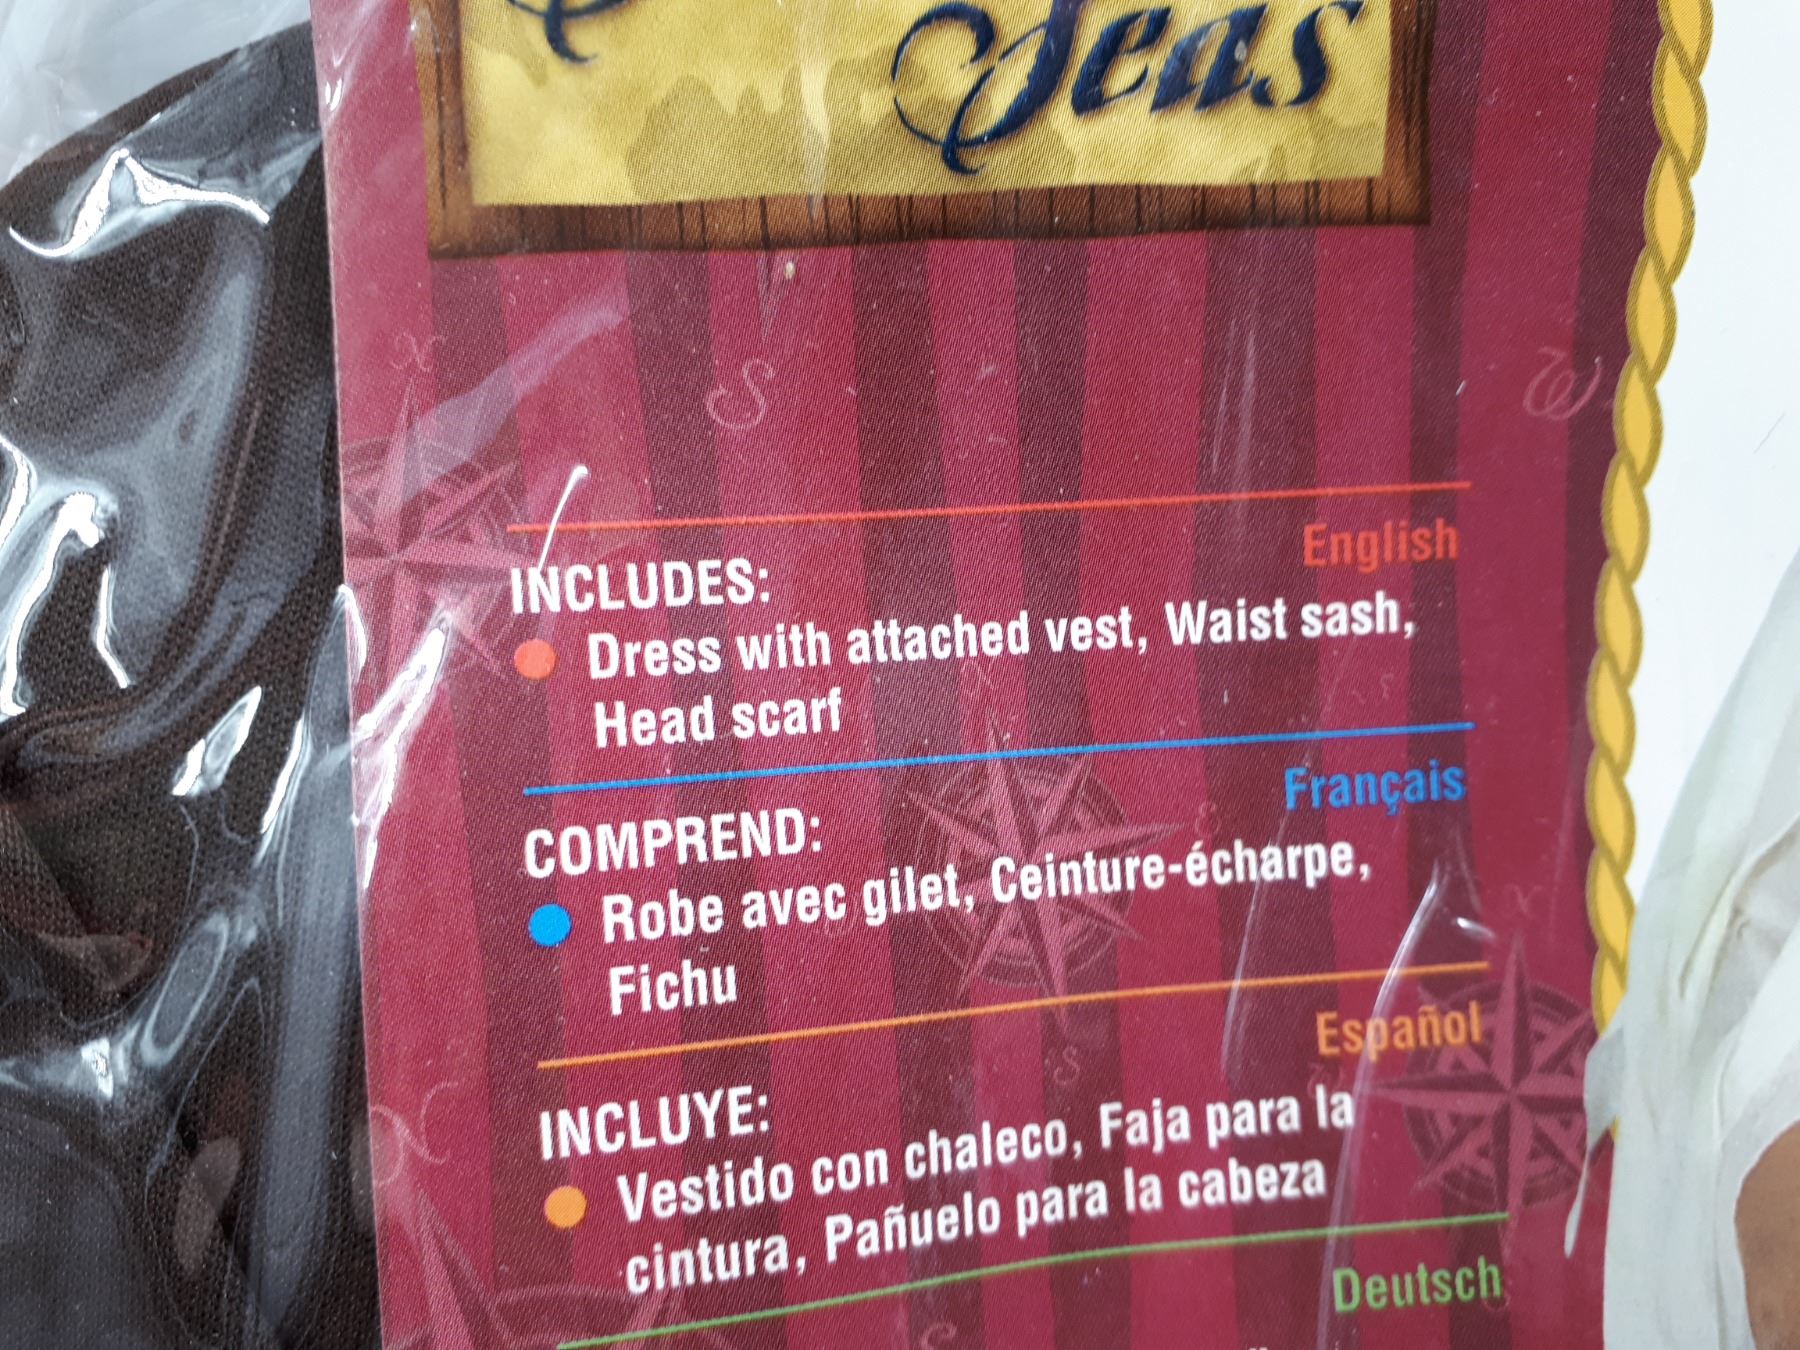 Seas
English
INCLUDES:
Dress with attached vest, Waist sash,
Head scarf
Français
COMPREND:
Robe avec gilet, Ceinture-écharpe,
Fichu
Español
INCLUYE:
Vestido con chaleco, Faja para la
cintura, Pañuelo para la cabeza
Deutsch